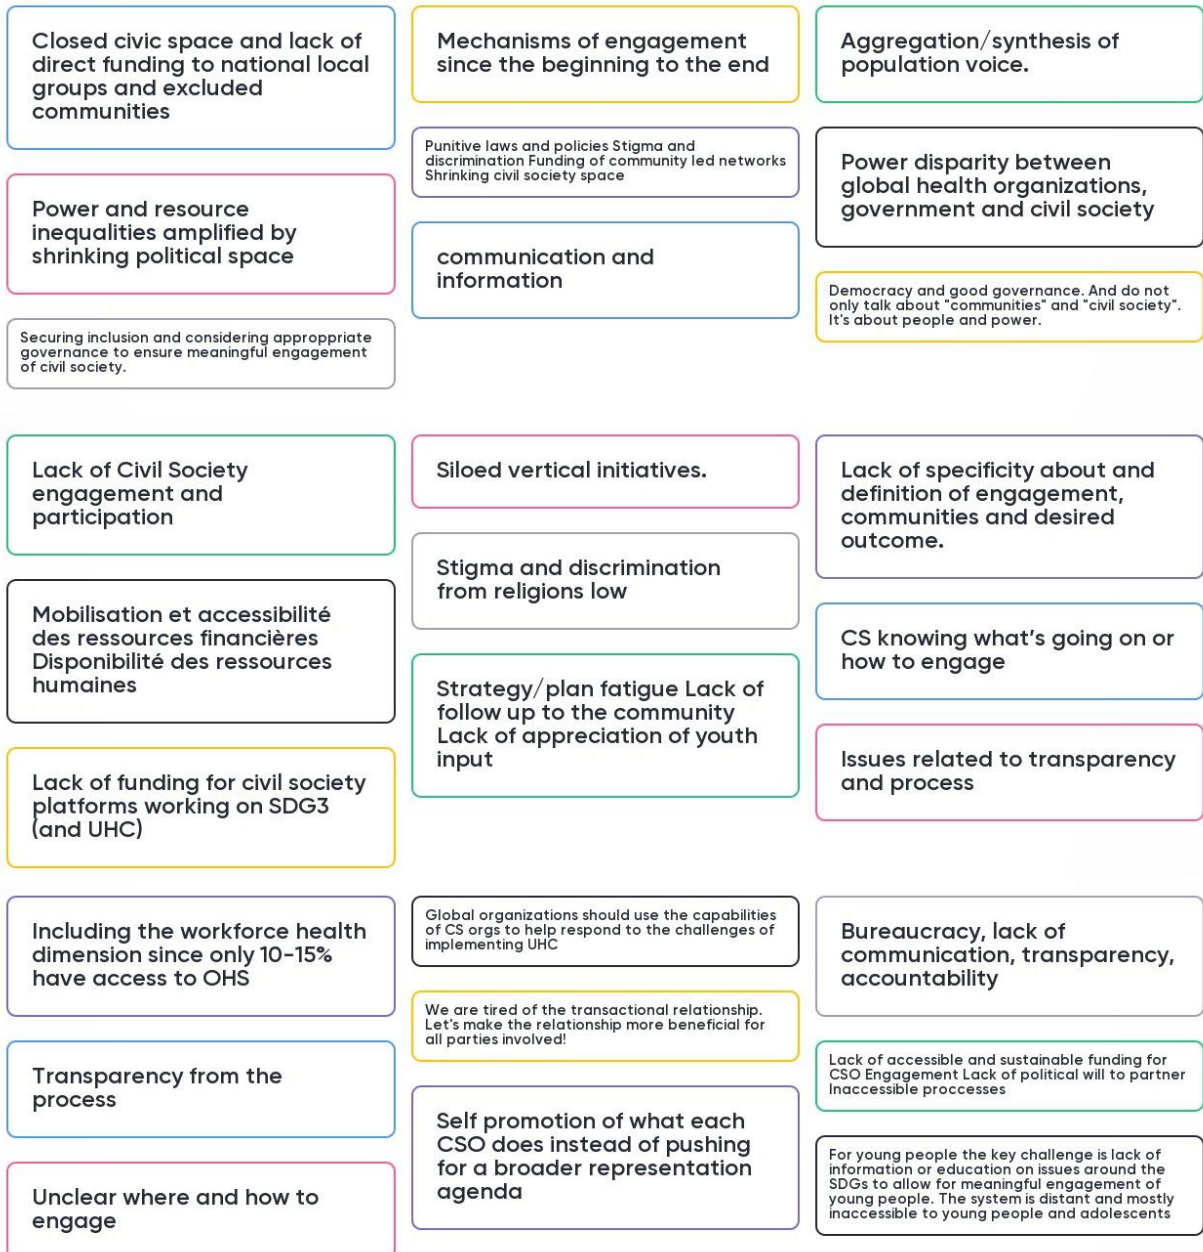 Closed civic space and lack of
direct funding to national local
groups and excluded
communities
Power and resource
inequalities amplified by
shrinking political space
Securing inclusion and considering approppriate
governance to ensure meaningful engagement
of civil society.
Mechanisms of engagement
since the beginning to the end
Punitive laws and policies Stigma and
discrimination Funding of community led networks
Shrinking civil society space
communication and
information
Aggregation/synthesis of
population voice.
Power disparity between
global health organizations,
government and civil society
Democracy and good governance. And do not
only talk about "communities" and "civil society".
It's about people and power.
Lack of Civil Society
engagement and
participation
Mobilisation et accessibilité
des ressources financières
Disponibilité des ressources
humaines
Lack of funding for civil society
platforms working on SDG3
(and UHC)
Siloed vertical initiatives.
Stigma and discrimination
from religions low
Strategy/plan fatigue Lack of
follow up to the community
Lack of appreciation of youth
input
Lack of specificity about and
definition of engagement,
communities and desired
outcome.
CS knowing what’s going on or
how to engage
Issues related to transparency
and process
Including the workforce health
dimension since only 10-15%
have access to OHS
Transparency from the
process
Unclear where and how to
engage
Global organizations should use the capabilities
of CS orgs to help respond to the challenges of
implementing UHC
We are tired of the transactional relationship.
Let's make the relationship more beneficial for
all parties involved!
Self promotion of what each
CSO does instead of pushing
for a broader representation
agenda
Bureaucracy, lack of
communication, transparency,
accountability
Lack of accessible and sustainable funding for
CSO Engagement Lack of political will to partner
Inaccessible proccesses
For young people the key challenge is lack of
information or education on issues around the
SDGs to allow for meaningful engagement of
young people. The system is distant and mostly
inaccessible to young people and adolescents